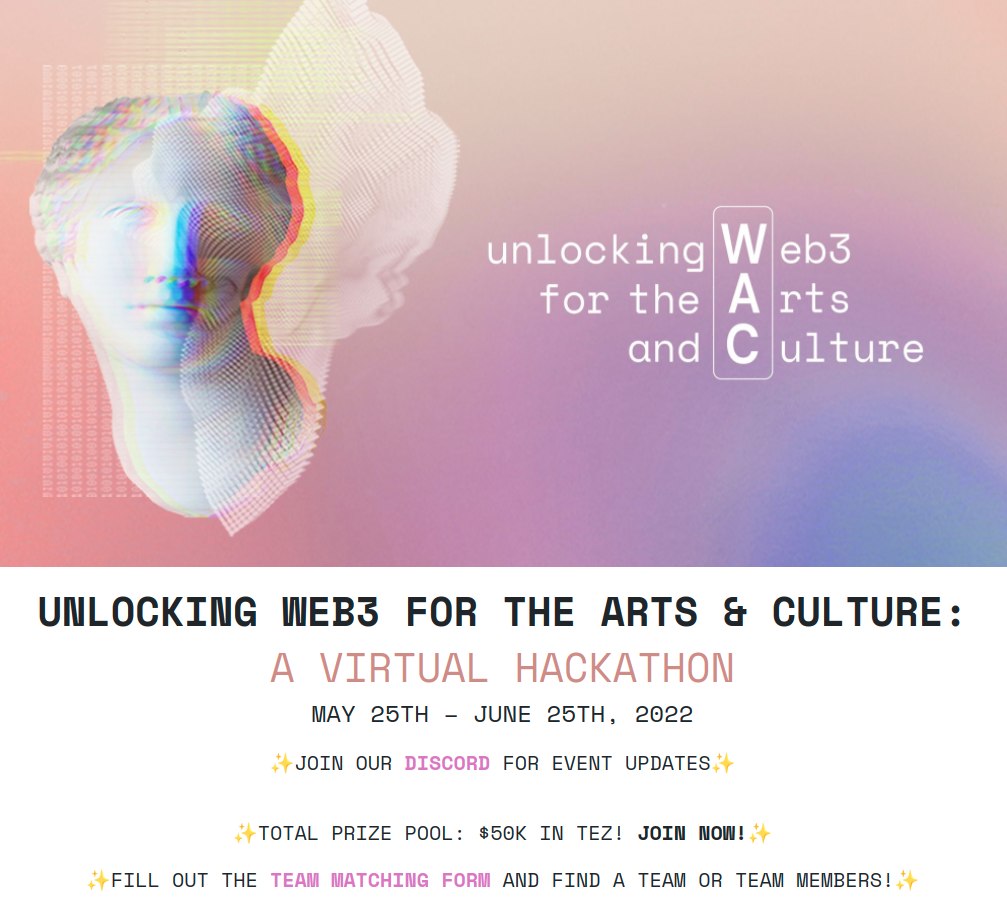 unlocking Web3
for the Arts
and Culture
UNLOCKING WEB3 FOR THE ARTS & CULTURE:
A VIRTUAL HACKATHON
MAY 25TH – JUNE 25TH, 2022
✨JOIN OUR DISCORD FOR EVENT UPDATES✨
✨TOTAL PRIZE POOL: $50K IN TEZ! JOIN NOW!✨
✨FILL OUT THE TEAM MATCHING FORM AND FIND A TEAM OR TEAM MEMBERS!✨